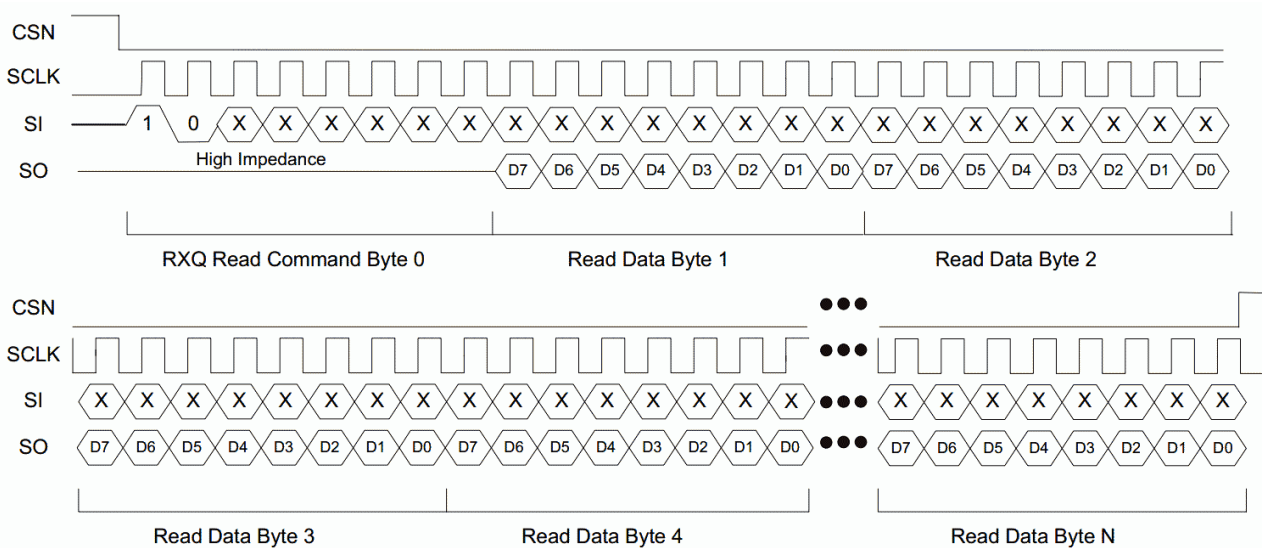 CSN
SCLK
SI 1 0 X X X X X X X X X X X X X X X X X X X X X X
High Impedance
SO D7 D6 D5 D4 D3 D2 D1 D0 D7 D6 D5 D4 D3 D2 D1 D0
RXQ Read Command Byte 0 Read Data Byte 1 Read Data Byte 2
CSN
SCLK
SI X X X X X X X X X X X X X X X X X X X X X X X X
SO D7 D6 D5 D4 D3 D2 D1 D0 D7 D6 D5 D4 D3 D2 D1 D0 D7 D6 D5 D4 D3 D2 D1 D0
Read Data Byte 3 Read Data Byte 4 Read Data Byte N